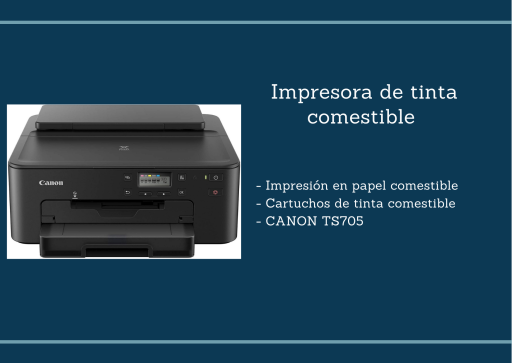 Impresora de tinta
comestible
Canon
- Impresión en papel comestible
- Cartuchos de tinta comestible
- CANON TS705